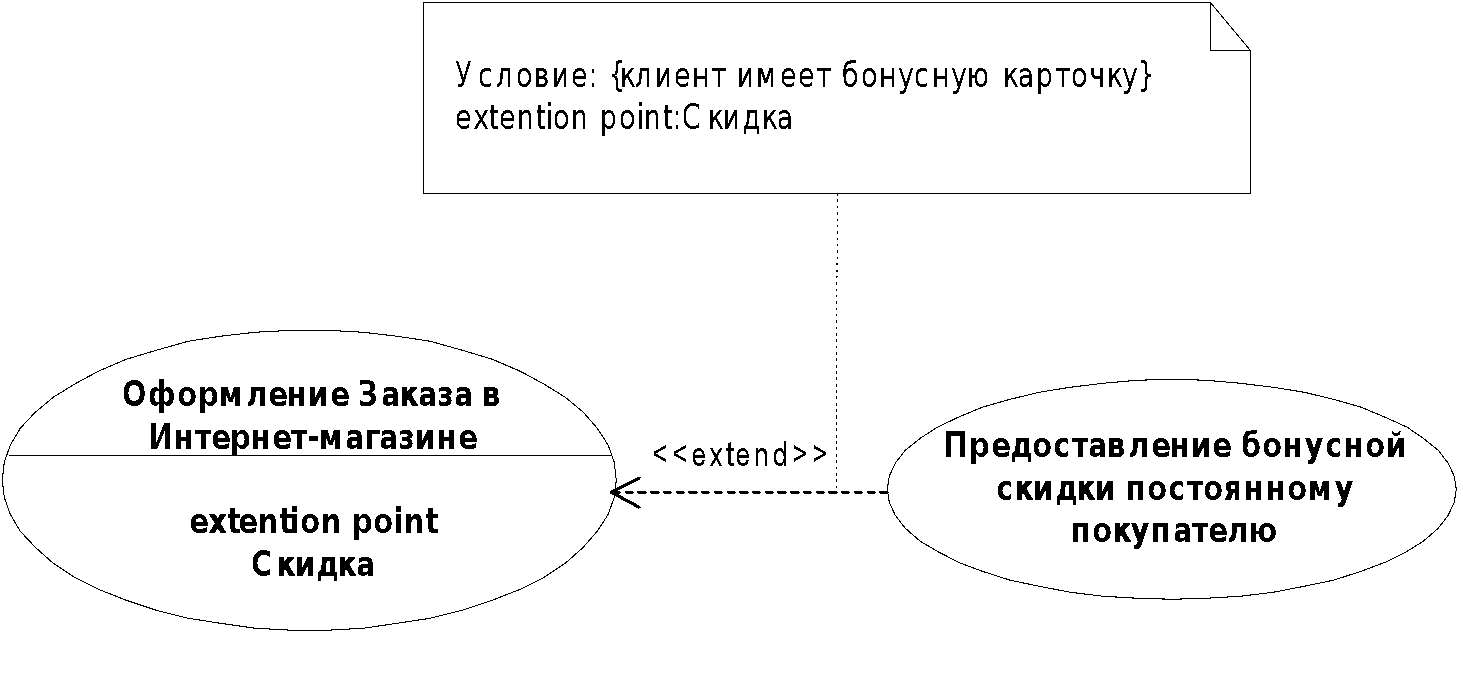 Условие: {клиент имеет бонусную карточку}
extention point:Скидка
Оформление Заказа в
Интернет-магазине
extention point
Скидка
<<extend>>
Предоставление бонусной
скидки постоянному
покупателю